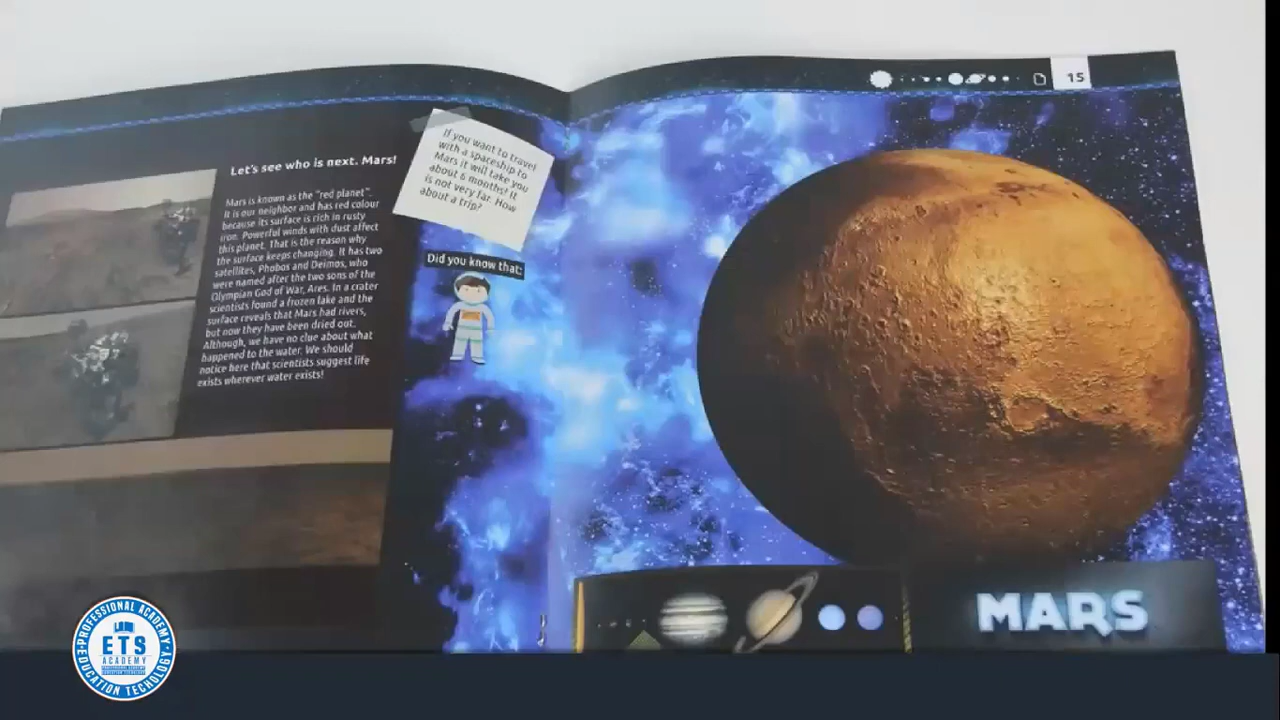 15
Let's see who is next. Mars!
Mars is known as the "red planet".
It is our neighbor and has red colour
because its surface is rich in rusty
iron. Powerful winds with dust affect
this planet. That is the reason why
the surface keeps changing. It has two
satellites, Phobos and Deimos, who
were named after the two sons of the
Olympian God of War, Ares. In a crater
scientists found a frozen lake and the
surface reveals that Mars had rivers,
but now they have been dried out.
Although, we have no clue about what
happened to the water. We should
notice here that scientists suggest life
exists wherever water exists!
If you want to travel
with a spaceship to
Mars it will take you
about 6 months! It
is not very far. How
about a trip?
Did you know that:
MARS
PROFESSIONAL ACADEMY
ETS
ACADEMY
EDUCATION TECHOLOGY